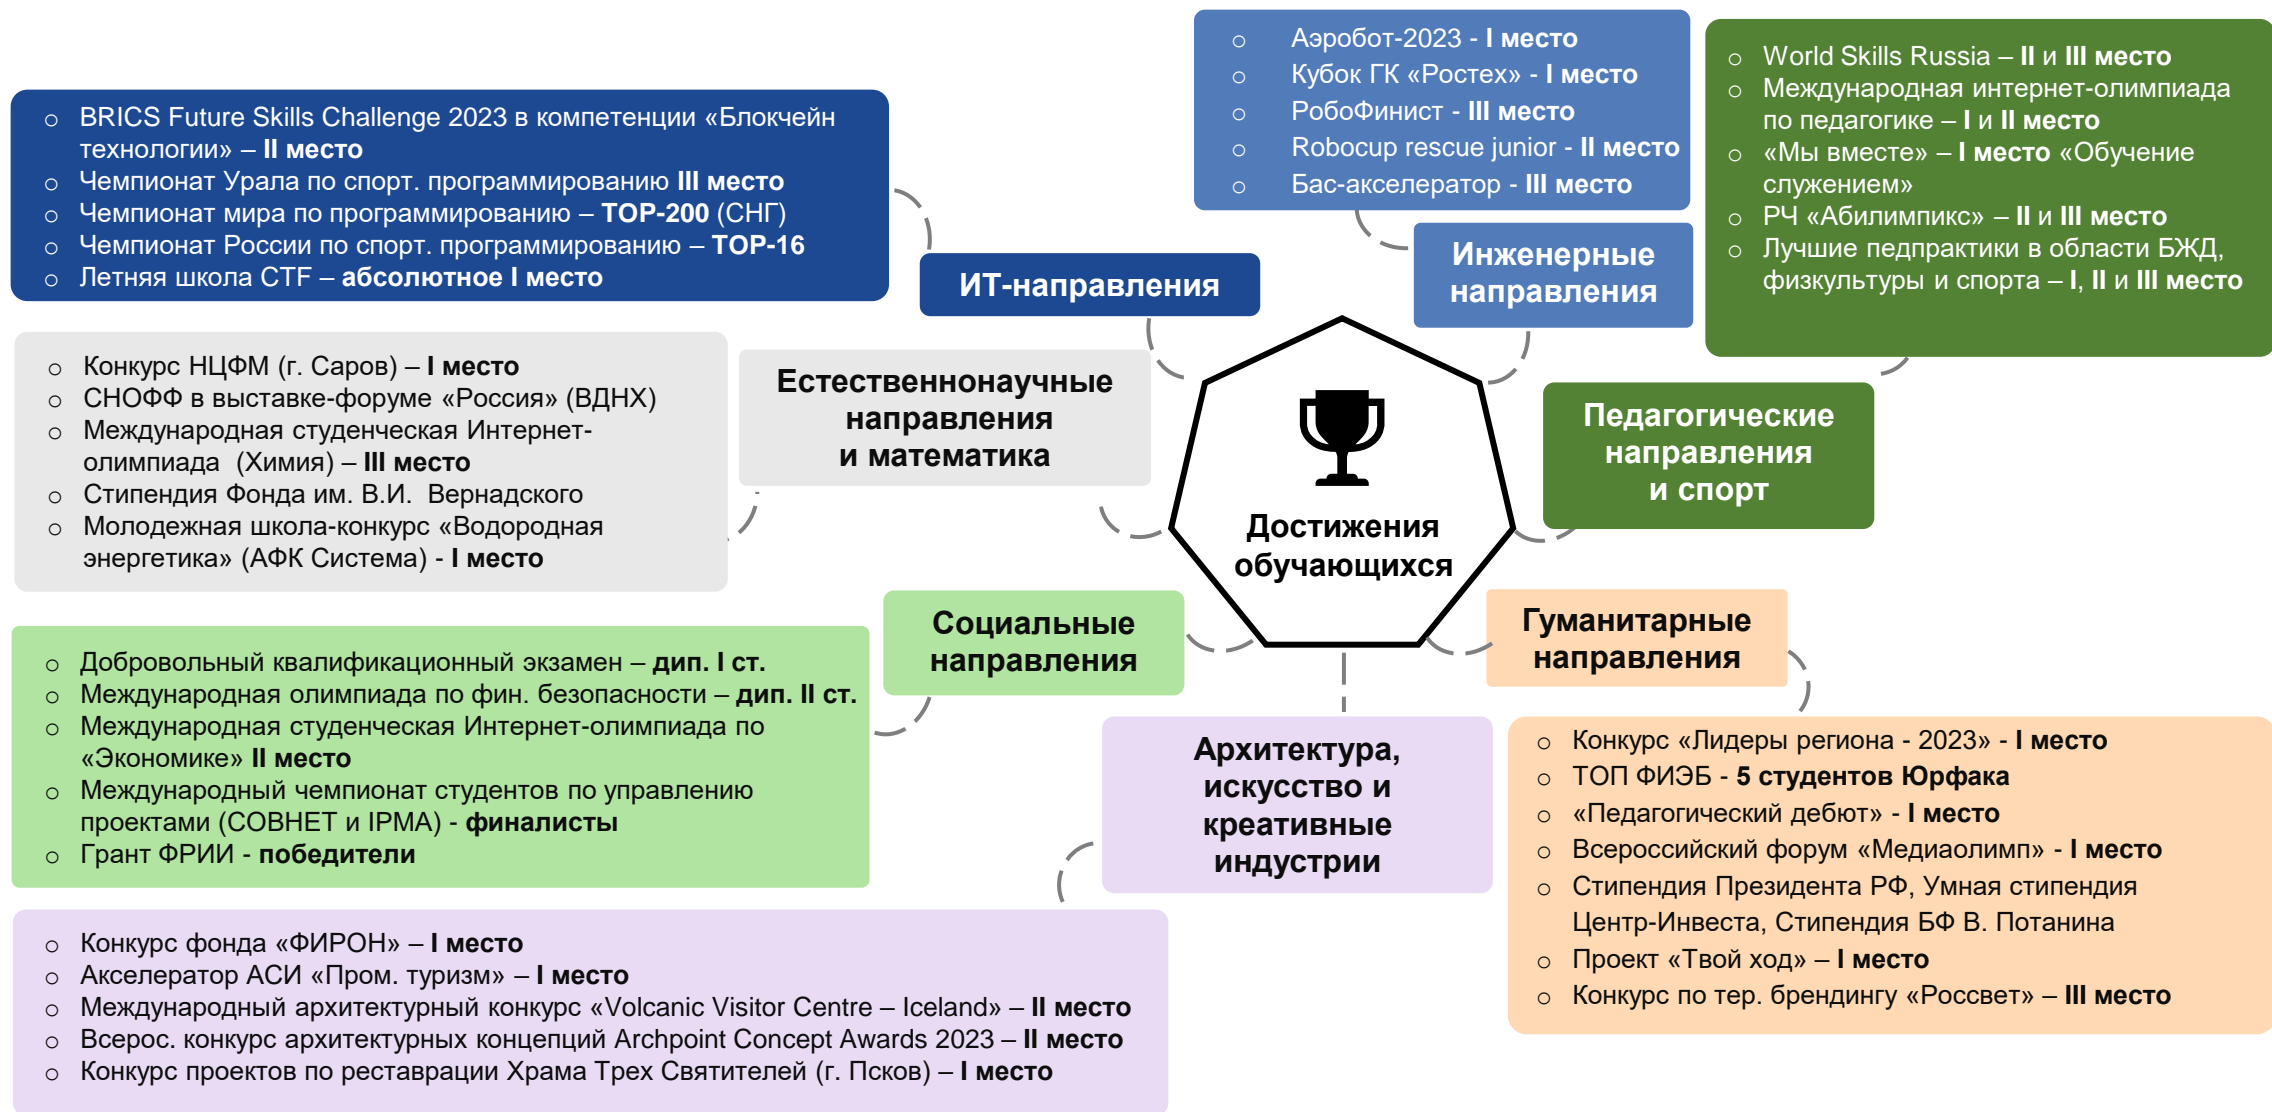 BRICS Future Skills Challenge 2023 в компетенции «Блокчейн
технологии» – II место
Чемпионат Урала по спорт. программированию III место
Чемпионат мира по программированию – TOP-200 (СНГ)
Чемпионат России по спорт. программированию – TOP-16
Летняя школа CTF – абсолютное I место
ИТ-направления
Аэробот-2023 - I место
Кубок ГК «Ростех» - I место
РобоФинист - III место
Robocup rescue junior - II место
Бас-акселератор - III место
Инженерные
направления
World Skills Russia – II и III место
Международная интернет-олимпиада
по педагогике – I и II место
«Мы вместе» – I место «Обучение
служением»
РЧ «Абилимпикс» – II и III место
Лучшие педпрактики в области БЖД,
физкультуры и спорта – I, II и III место
Педагогические
направления
и спорт
Конкурс НЦФМ (г. Саров) – I место
СНОФФ в выставке-форуме «Россия» (ВДНХ)
Международная студенческая Интернет-
олимпиада (Химия) – III место
Стипендия Фонда им. В.И. Вернадского
Молодежная школа-конкурс «Водородная
энергетика» (АФК Система) - I место
Естественнонаучные
направления
и математика
Достижения
обучающихся
Добровольный квалификационный экзамен – дип. I ст.
Международная олимпиада по фин. безопасности – дип. II ст.
Международная студенческая Интернет-олимпиада по
«Экономике» II место
Международный чемпионат студентов по управлению
проектами (СОВНЕТ и IPMA) - финалисты
Грант ФРИИ - победители
Социальные
направления
Гуманитарные
направления
Конкурс «Лидеры региона - 2023» - I место
ТОП ФИЭБ - 5 студентов Юрфака
«Педагогический дебют» - I место
Всероссийский форум «Медиаолимп» - I место
Стипендия Президента РФ, Умная стипендия
Центр-Инвеста, Стипендия БФ В. Потанина
Проект «Твой ход» – I место
Конкурс по тер. брендингу «Россвет» – III место
Архитектура,
искусство и
креативные
индустрии
Конкурс фонда «ФИРОН» – I место
Акселератор АСИ «Пром. туризм» – I место
Международный архитектурный конкурс «Volcanic Visitor Centre – Iceland» – II место
Всерос. конкурс архитектурных концепций Archpoint Concept Awards 2023 – II место
Конкурс проектов по реставрации Храма Трех Святителей (г. Псков) – I место